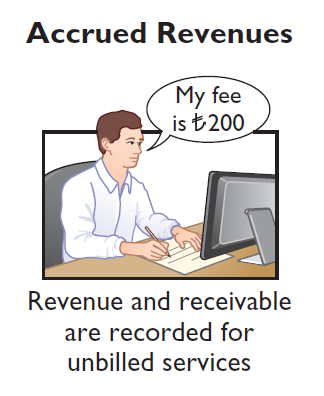 Accrued Revenues
My fee
is ₺200
Revenue and receivable
are recorded for
unbilled services